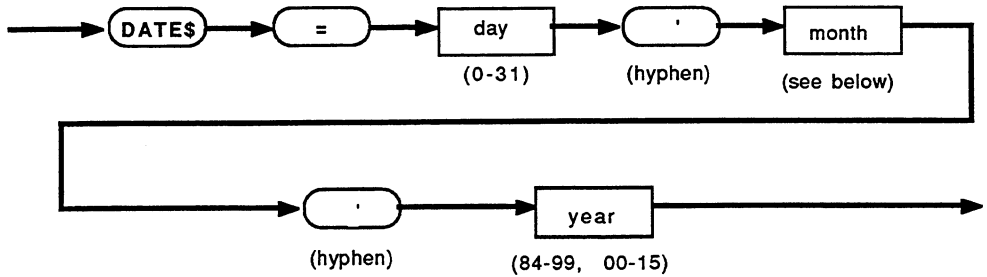 DATE$ = day ' month
(0-31) (hyphen) (see below)
' year
(hyphen) (84-99, 00-15)